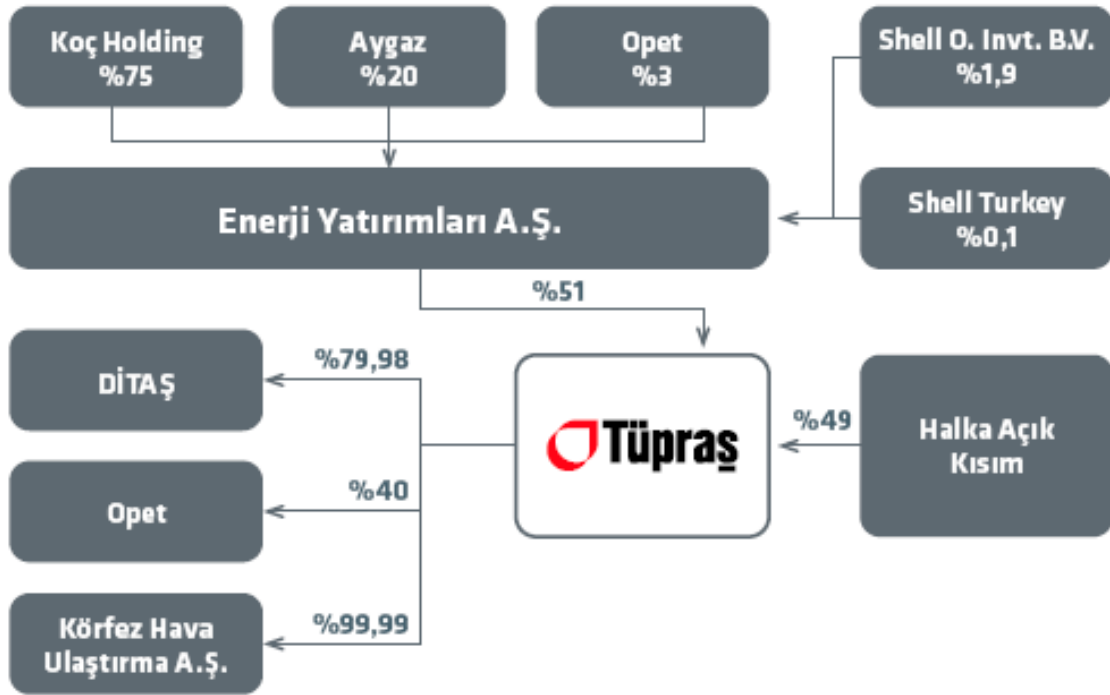 Koç Holding
%75
Aygaz
%20
Opet
%3
Shell O. Invt. B.V.
%1,9
Enerji Yatırımları A.Ş.
Shell Turkey
%0,1
%51
DİTAŞ
%79,98
Tüpraş
%49
Halka Açık
Kısım
Opet
%40
Körfez Hava
Ulaştırma A.Ş.
%99,99